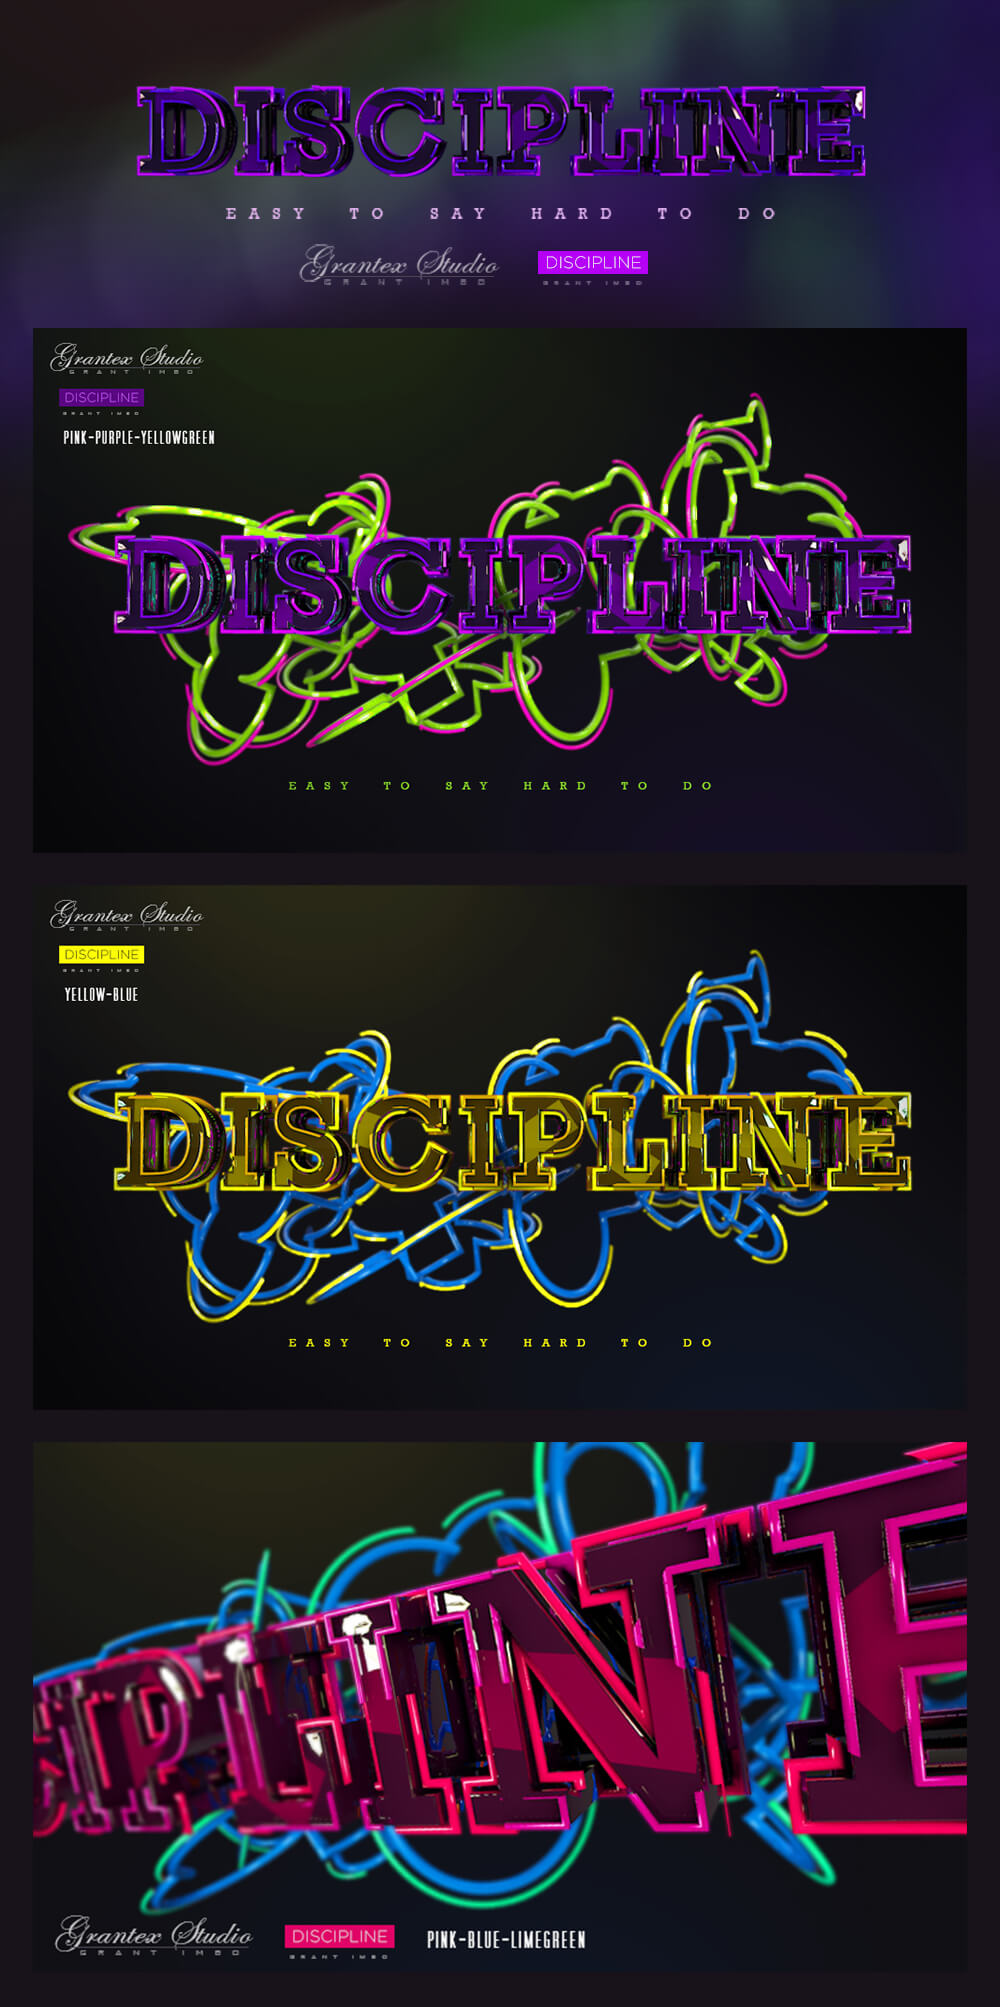 DISCIPLINE
EASY TO SAY HARD TO DO
Grantex Studio
GRANT IMBO
DISCIPLINE
GRANT IMBO
Grantex Studio
GRANT IMBO
DISCIPLINE
GRANT IMBO
PINK-PURPLE-YELLOWGREEN
DISCIPLINE
EASY TO SAY HARD TO DO
Grantex Studio
GRANT IMBO
DISCIPLINE
GRANT IMBO
YELLOW-BLUE
DISCIPLINE
EASY TO SAY HARD TO DO
CIPLINE
Grantex Studio
GRANT IMBO
DISCIPLINE
GRANT IMBO
PINK-BLUE-LIMEGREEN